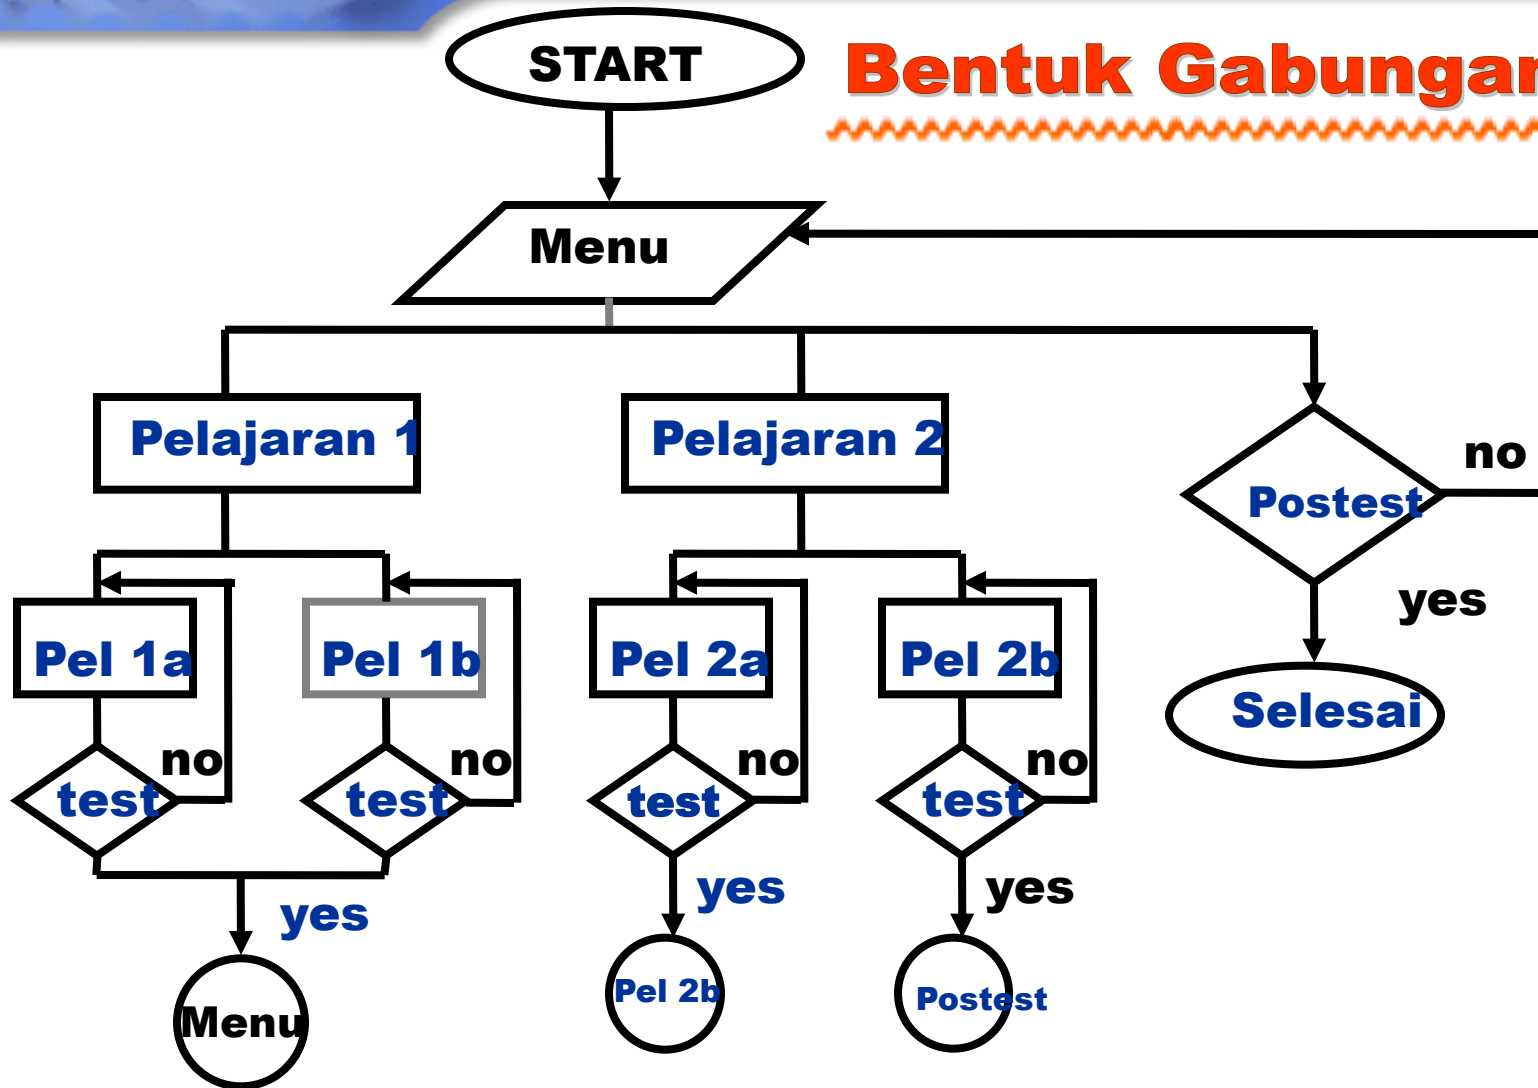 START
Bentuk Gabungan
Menu
Pelajaran 1
Pelajaran 2
Postest
no
yes
Selesai
Pel 1a
Pel 1b
Pel 2a
Pel 2b
test
no
test
no
test
no
test
no
yes
yes
yes
Menu
Pel 2b
Postest